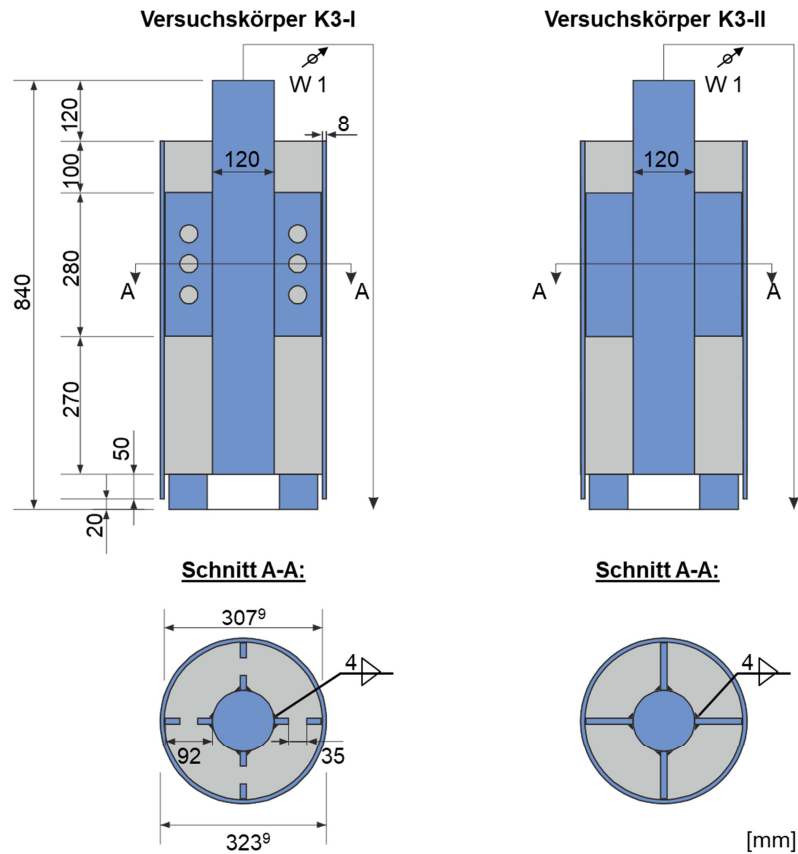 Versuchskörper K3-I
Versuchskörper K3-II
W 1
W 1
8
120
120
120
100
280
840
270
50
20
A
A
A
A
Schnitt A-A:
Schnitt A-A:
307⁹
4
4
92
35
323⁹
[mm]